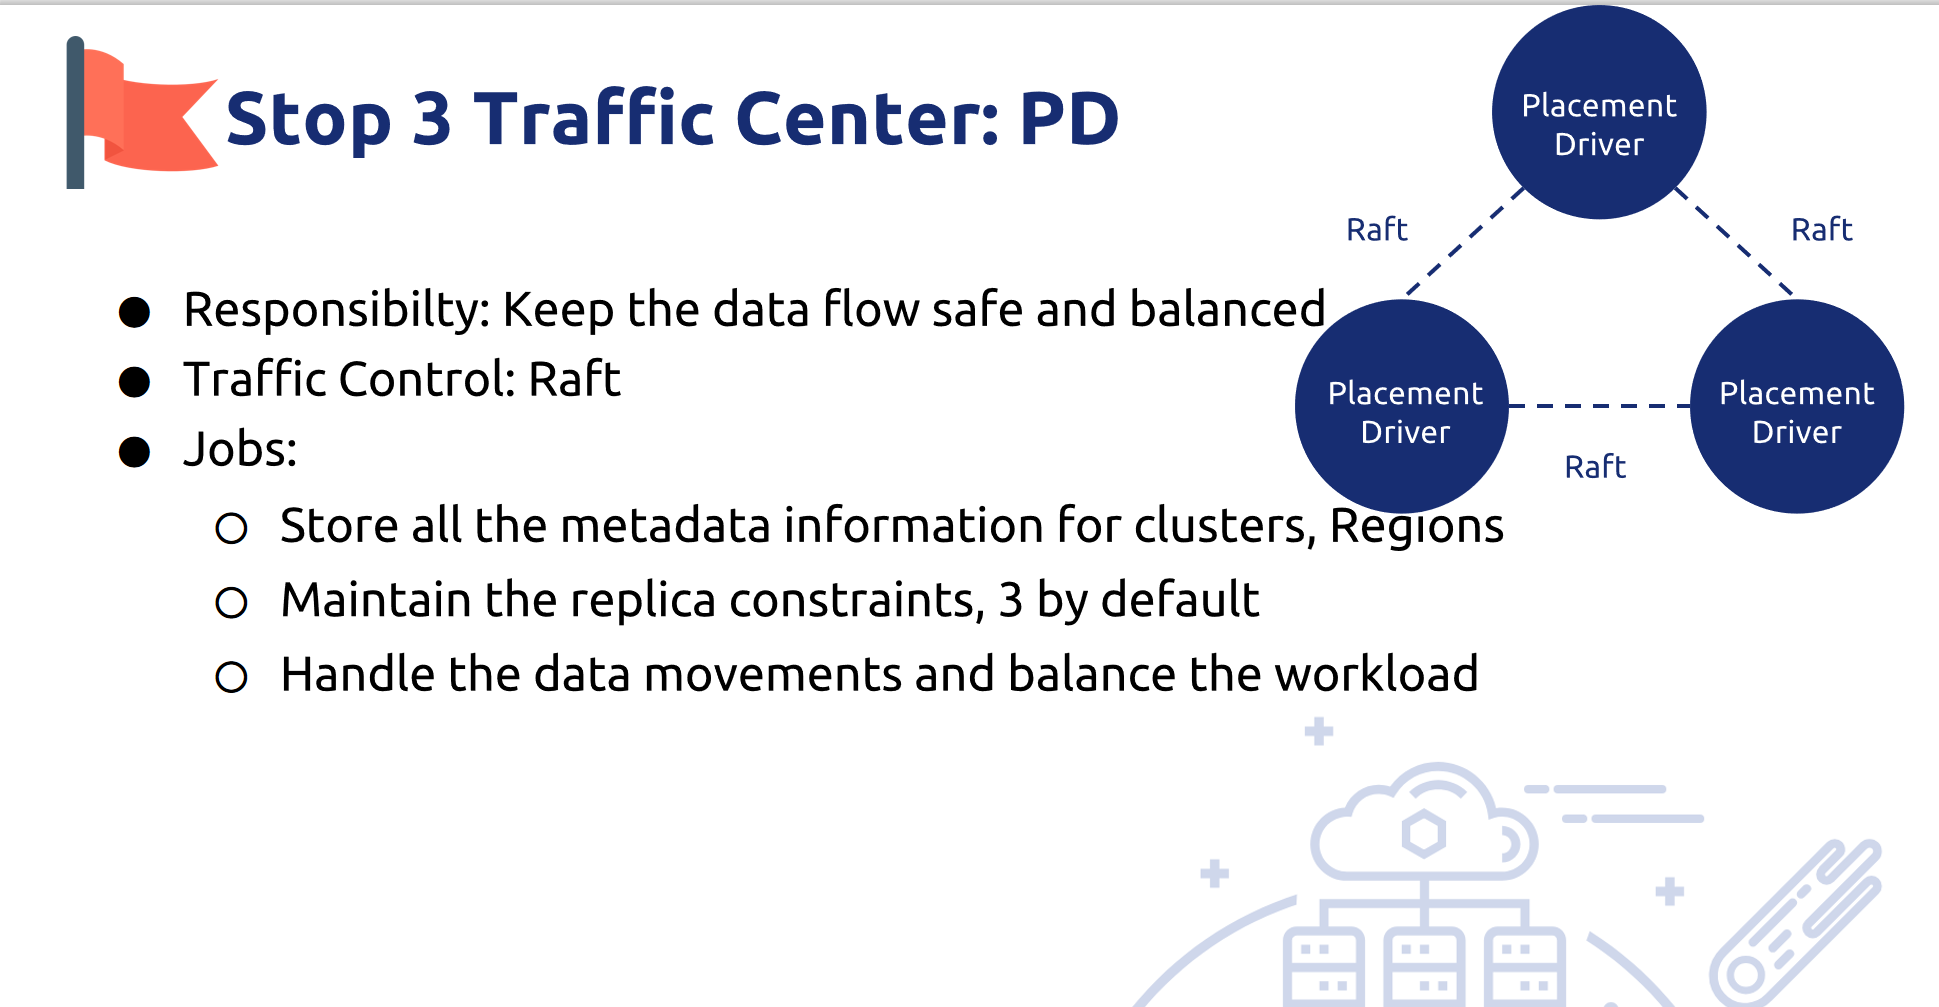 Stop 3 Traffic Center: PD
● Responsibilty: Keep the data flow safe and balanced
● Traffic Control: Raft
● Jobs:
○ Store all the metadata information for clusters, Regions
○ Maintain the replica constraints, 3 by default
○ Handle the data movements and balance the workload
Placement
Driver
Raft
Raft
Placement
Driver
Placement
Driver
Raft